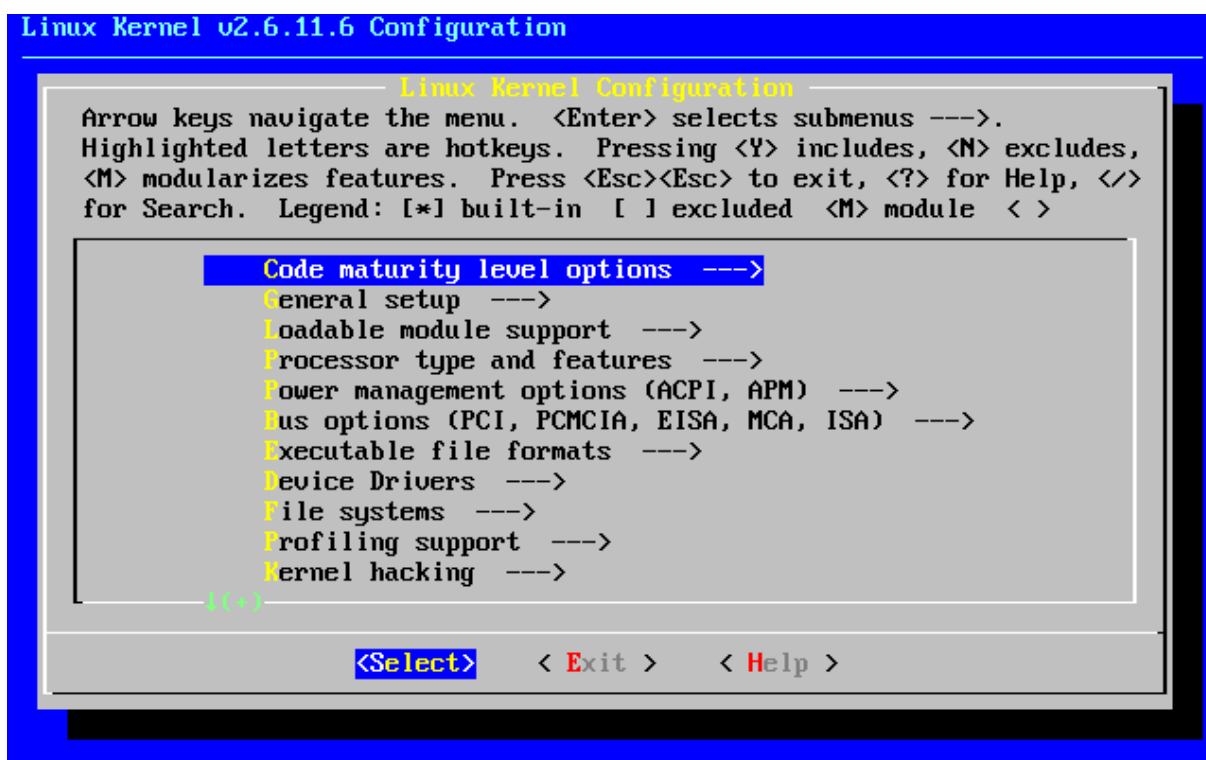 Linux Kernel v2.6.11.6 Configuration
Linux Kernel Configuration
Arrow keys navigate the menu.  <Enter> selects submenus --->.
Highlighted letters are hotkeys.  Pressing <Y> includes, <N> excludes,
<M> modularizes features.  Press <Esc><Esc> to exit, <?> for Help, </>
for Search.  Legend: [*] built-in  [ ] excluded  <M> module  < >
Code maturity level options  --->
General setup  --->
Loadable module support  --->
Processor type and features  --->
Power management options (ACPI, APM)  --->
Bus options (PCI, PCMCIA, EISA, MCA, ISA)  --->
Executable file formats  --->
Device Drivers  --->
File systems  --->
Profiling support  --->
Kernel hacking  --->
↓(+)
<Select>    < Exit >    < Help >